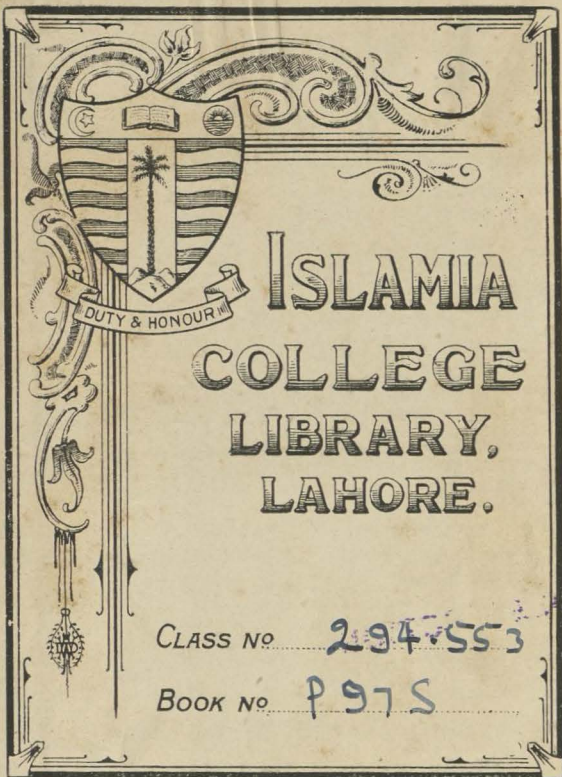 DUTY & HONOUR
ISLAMIA
COLLEGE
LIBRARY,
LAHORE.
CLASS NO 294.553
BOOK NO P97S